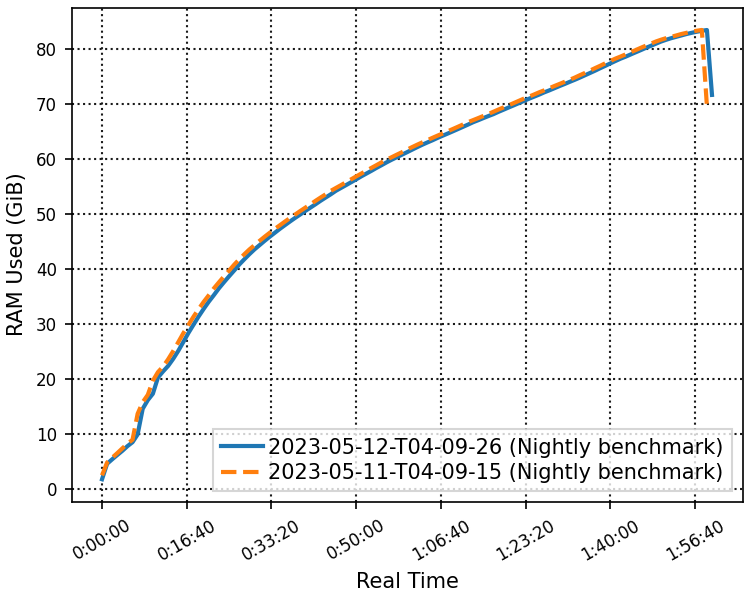 RAM Used (GiB)
80
70
60
50
40
30
20
10
0
2023-05-12-T04-09-26 (Nightly benchmark)
2023-05-11-T04-09-15 (Nightly benchmark)
0:00:00 0:16:40 0:33:20 0:50:00 1:06:40 1:23:20 1:40:00 1:56:40
Real Time